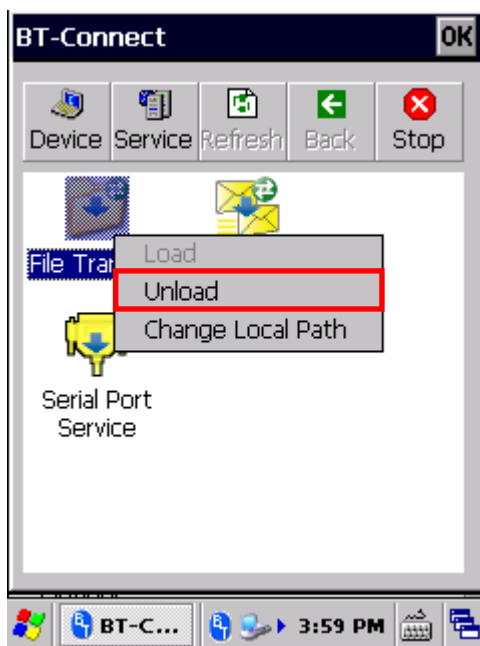 BT-Connect OK
Device Service Refresh Back Stop
File Tran
Load
Unload
Change Local Path
Serial Port
Service
BT-C... 3:59 PM